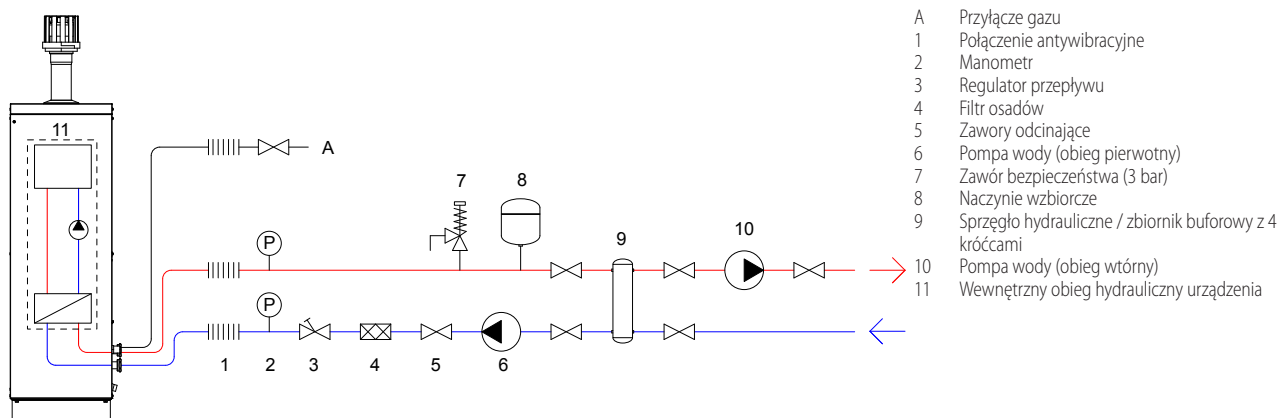 11
A
7
8
9
10
P
P
1
2
3
4
5
6
A Przyłącze gazu
1 Połączenie antywibracyjne
2 Manometr
3 Regulator przepływu
4 Filtr osadów
5 Zawory odcinające
6 Pompa wody (obieg pierwotny)
7 Zawór bezpieczeństwa (3 bar)
8 Naczynie wzbiorcze
9 Sprzęgło hydrauliczne / zbiornik buforowy z 4
króćcami
10 Pompa wody (obieg wtórny)
11 Wewnętrzny obieg hydrauliczny urządzenia